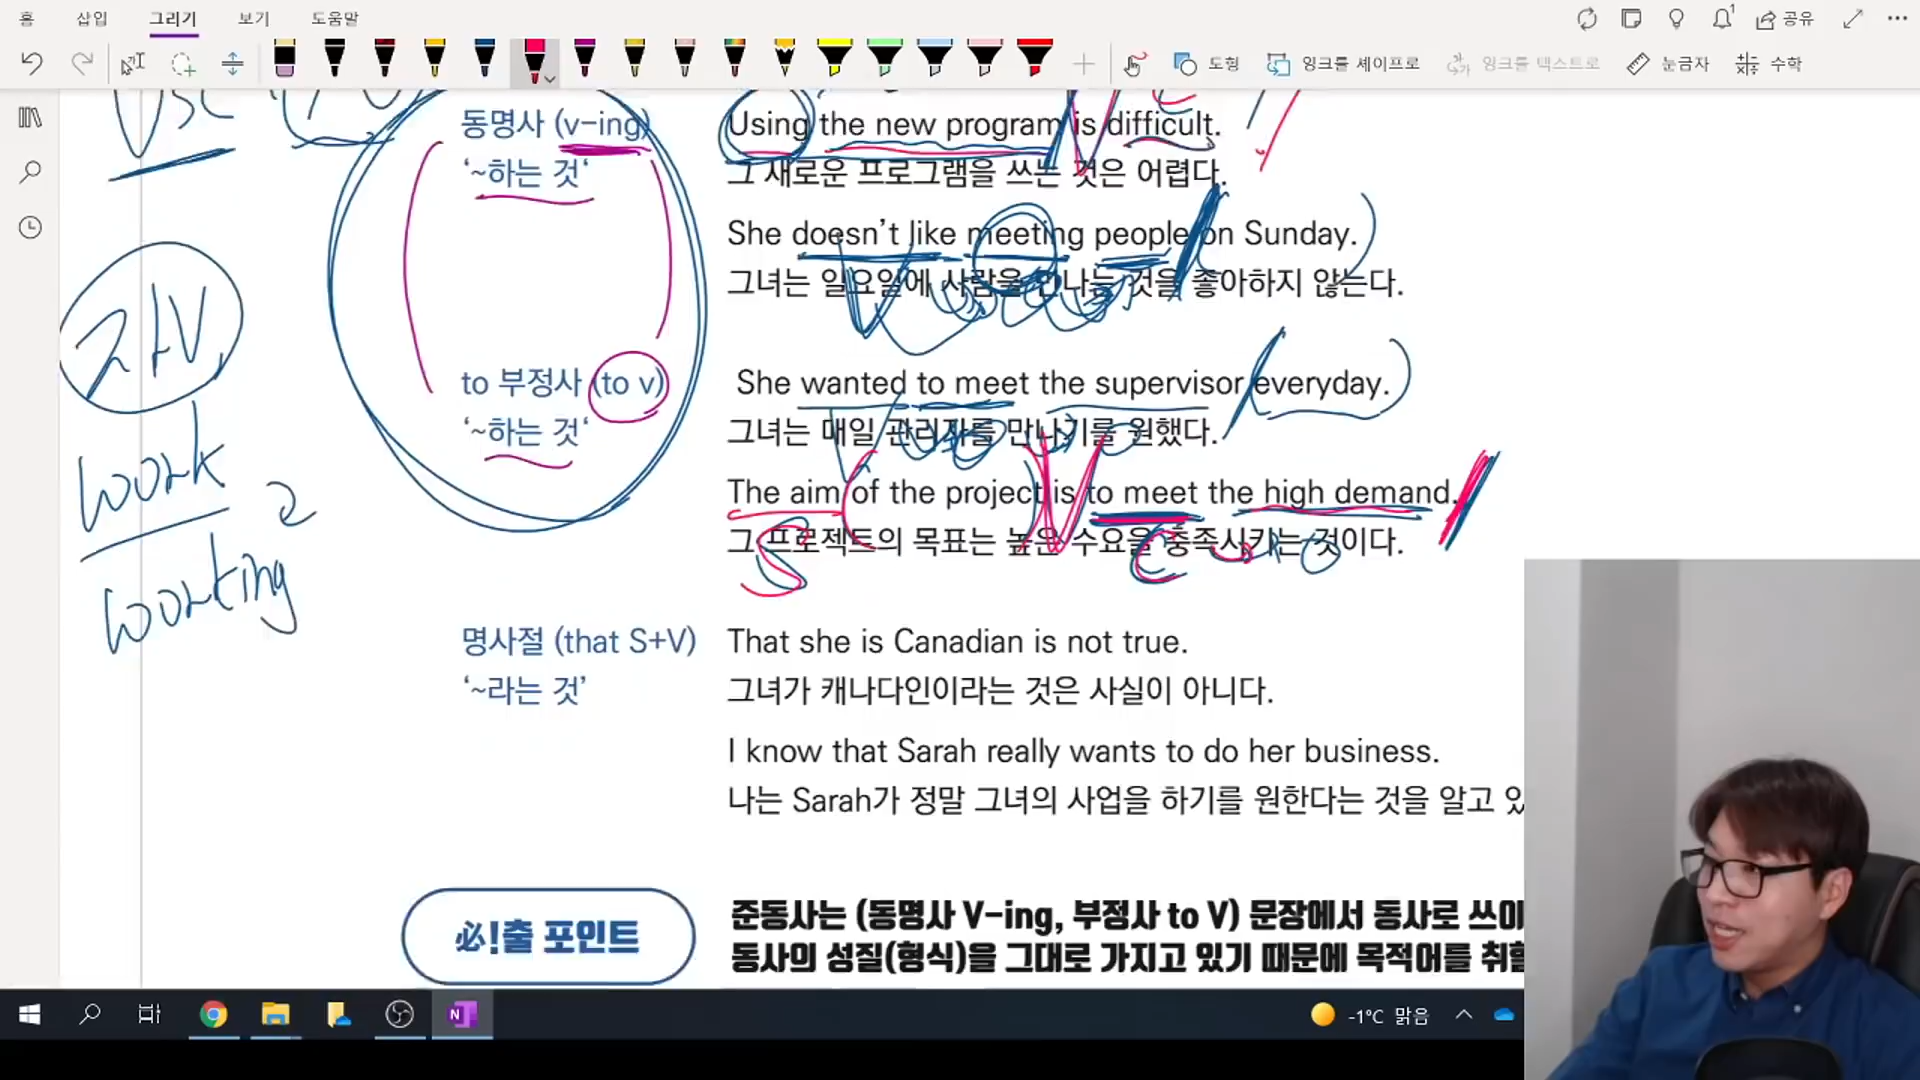 홈 삽입 그리기 보기 도움말
공유
도형 잉크를 셰이프로 잉크를 텍스트로 눈금자 수학
동명사 (v-ing) Using the new program is difficult.
‘~하는 것‘ 그 새로운 프로그램을 쓰는 것은 어렵다.
She doesn’t like meeting people on Sunday.
그녀는 일요일에 사람을 만나는 것을 좋아하지 않는다.
to 부정사 (to v) She wanted to meet the supervisor everyday.
‘~하는 것‘ 그녀는 매일 관리자를 만나기를 원했다.
work
The aim of the project is to meet the high demand.
그 프로젝트의 목표는 높은 수요를 충족시키는 것이다.
V
S C
working
명사절 (that S+V) That she is Canadian is not true.
‘~라는 것’ 그녀가 캐나다인이라는 것은 사실이 아니다.
I know that Sarah really wants to do her business.
나는 Sarah가 정말 그녀의 사업을 하기를 원한다는 것을 알고 있
必!출 포인트
준동사는 (동명사 V-ing, 부정사 to V) 문장에서 동사로 쓰이
동사의 성질(형식)을 그대로 가지고 있기 때문에 목적어를 취할
-1°C 맑음